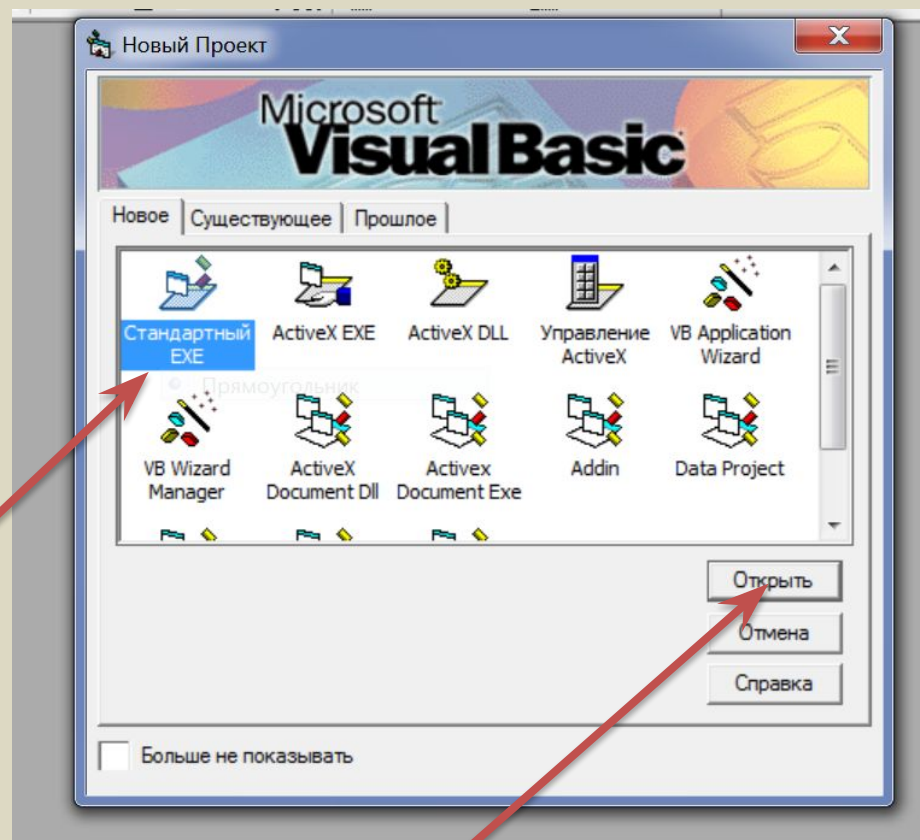 Новый Проект
Microsoft
Visual Basic
Новое Существующее Прошлое
Стандартный EXE
ActiveX EXE
ActiveX DLL
Управление ActiveX
VB Application Wizard
Прямоугольник
VB Wizard Manager
ActiveX Document Dll
Activex Document Exe
Addin
Data Project
Открыть
Отмена
Справка
Больше не показывать